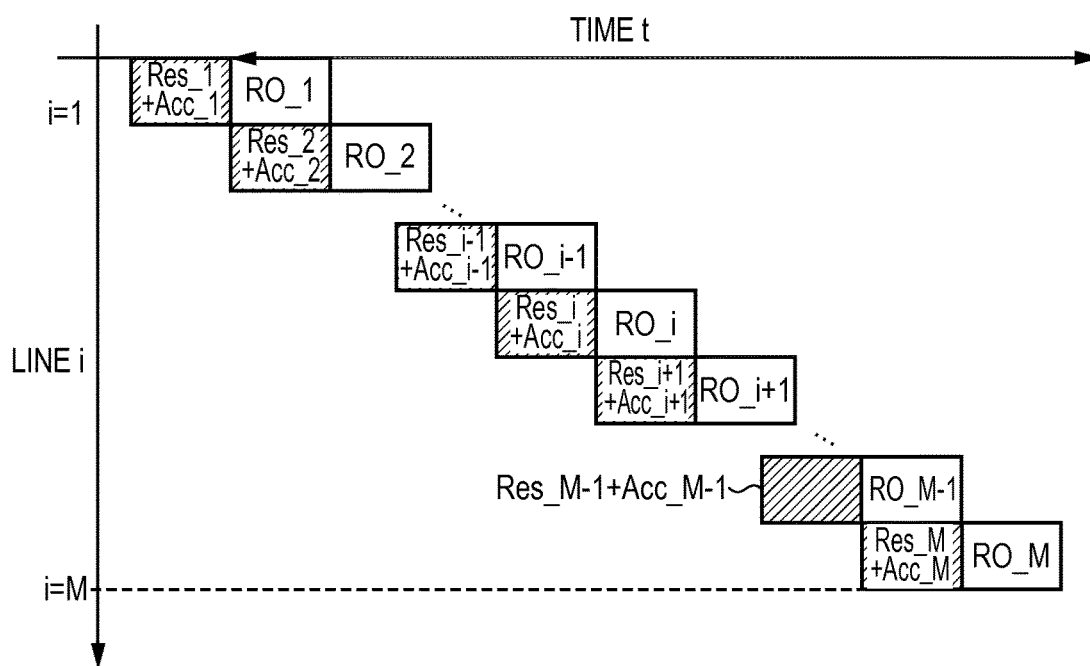 TIME t
Res_1
+Acc_1
RO_1
i=1
Res_2
+Acc_2
RO_2
Res_i-1
+Acc_i-1
RO_i-1
Res_i
+Acc_i
RO_i
LINE i
Res_i+1
+Acc_i+1
RO_i+1
Res_M-1+Acc_M-1
RO_M-1
Res_M
+Acc_M
RO_M
i=M